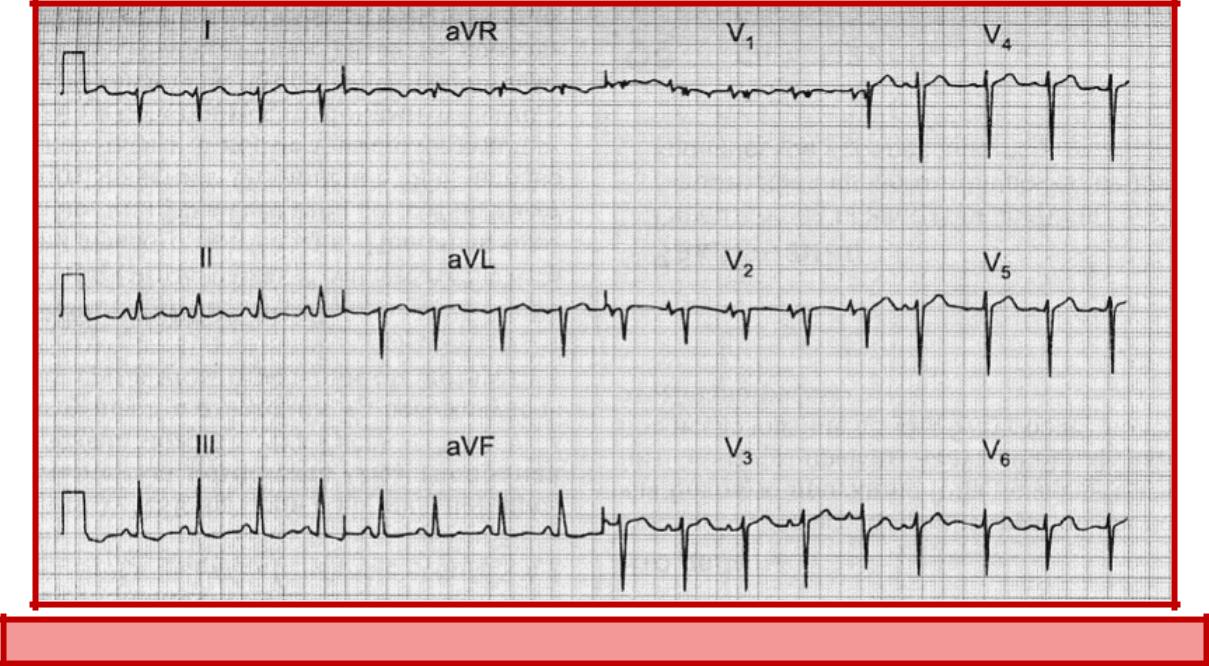 I aVR V₁ V₄
II aVL V₂ V₅
III aVF V₃ V₆